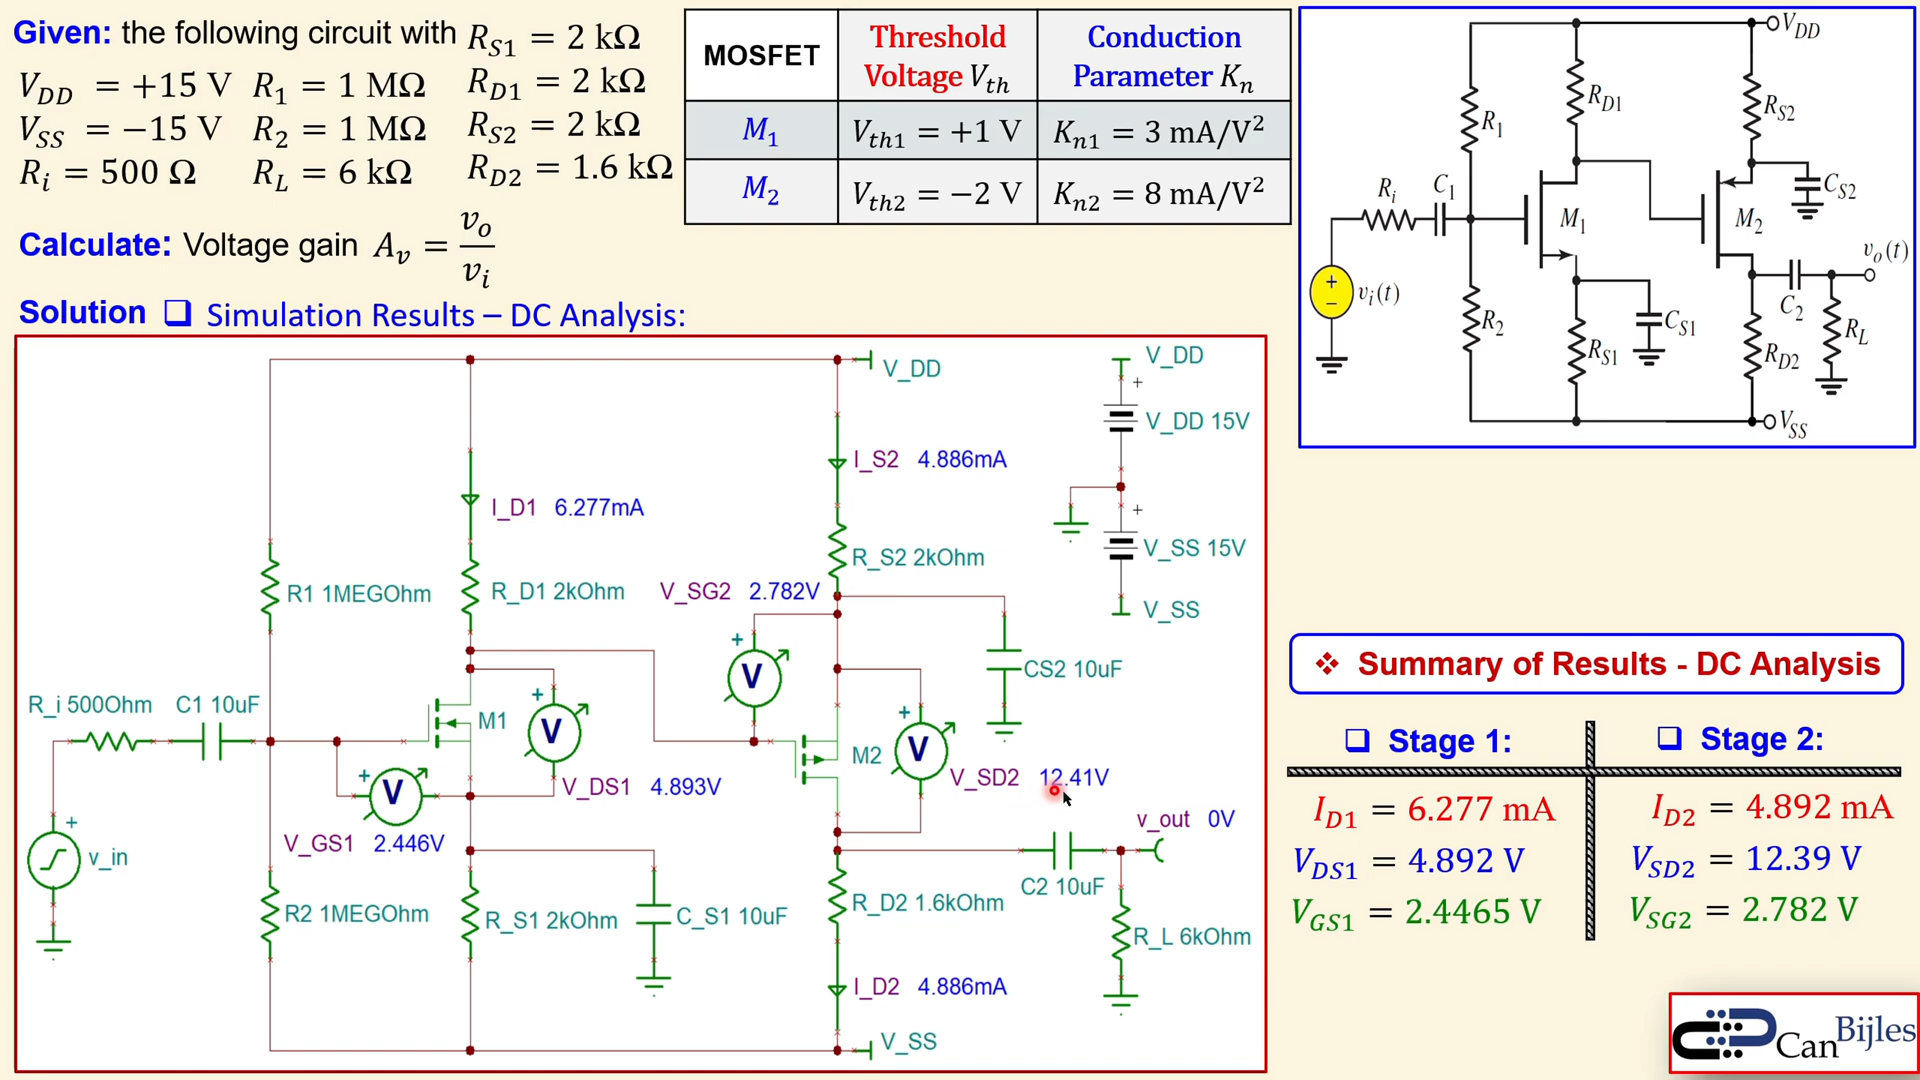 Given: the following circuit with R_S1 = 2 kΩ
V_DD = +15 V R_1 = 1 MΩ R_D1 = 2 kΩ
V_SS = −15 V R_2 = 1 MΩ R_S2 = 2 kΩ
R_i = 500 Ω R_L = 6 kΩ R_D2 = 1.6 kΩ
Calculate: Voltage gain A_v = v_o / v_i
Solution ❑ Simulation Results – DC Analysis:
MOSFET Threshold Voltage V_th Conduction Parameter K_n
M_1 V_th1 = +1 V K_n1 = 3 mA/V²
M_2 V_th2 = −2 V K_n2 = 8 mA/V²
V_DD
R_D1
R_S2
R_1
R_i
C_1
C_S2
M_1
M_2
v_o(t)
+
−
v_i(t)
C_2
R_2
C_S1
R_L
R_S1
R_D2
V_SS
V_DD
V_DD
+
V_DD 15V
I_S2 4.886mA
I_D1 6.277mA
+
V_SS 15V
R_S2 2kOhm
R1 1MEGOhm
R_D1 2kOhm
V_SG2 2.782V
V_SS
+
V
CS2 10uF
R_i 500Ohm
C1 10uF
M1
+
V
+
V
M2
V_SD2 12.41V
V_DS1 4.893V
+
V
V_GS1 2.446V
v_out 0V
+
v_in
C2 10uF
R2 1MEGOhm
R_S1 2kOhm
C_S1 10uF
R_D2 1.6kOhm
R_L 6kOhm
I_D2 4.886mA
V_SS
❖ Summary of Results - DC Analysis
❑ Stage 1: ❑ Stage 2:
I_D1 = 6.277 mA I_D2 = 4.892 mA
V_DS1 = 4.892 V V_SD2 = 12.39 V
V_GS1 = 2.4465 V V_SG2 = 2.782 V
CanBijles